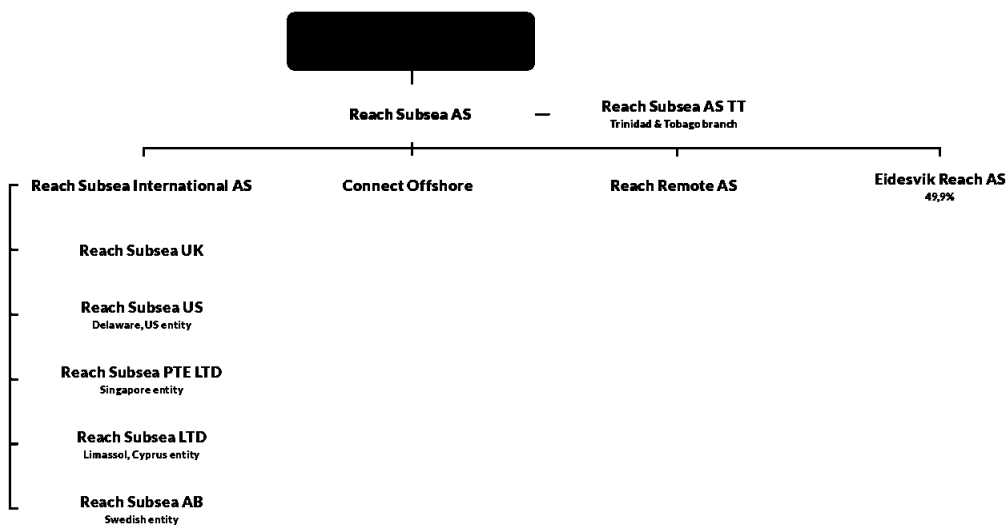 Reach Subsea AS
Reach Subsea AS TT
Trinidad & Tobago branch
Reach Subsea International AS
Connect Offshore
Reach Remote AS
Eidesvik Reach AS
49,9%
Reach Subsea UK
Reach Subsea US
Delaware, US entity
Reach Subsea PTE LTD
Singapore entity
Reach Subsea LTD
Limassol, Cyprus entity
Reach Subsea AB
Swedish entity